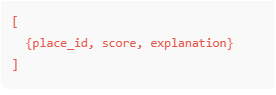 [
  {place_id, score, explanation}
]